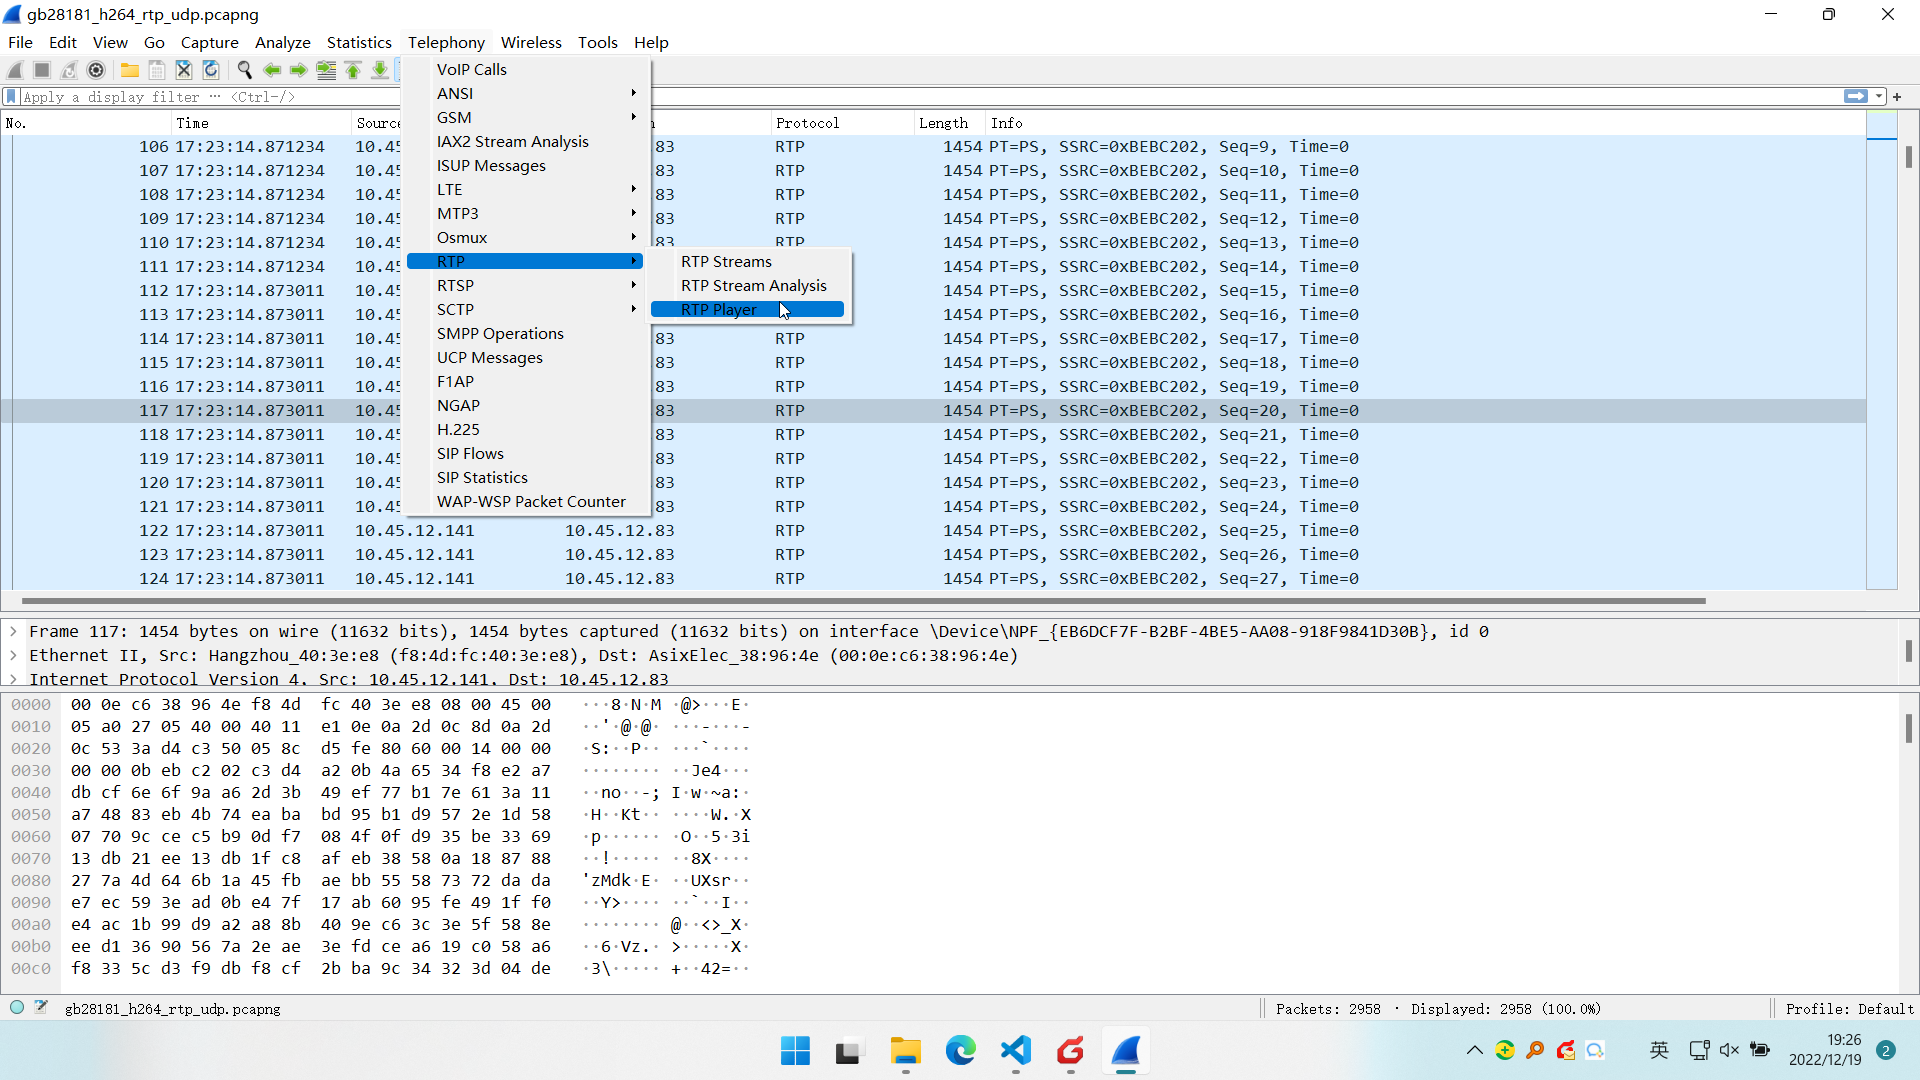 gb28181_h264_rtp_udp.pcapng
File Edit View Go Capture Analyze Statistics Telephony Wireless Tools Help
Apply a display filter … <Ctrl-/>
No. Time Source Protocol Length Info
106 17:23:14.871234 10.45 .83 RTP 1454 PT=PS, SSRC=0xBEBC202, Seq=9, Time=0
107 17:23:14.871234 10.45 .83 RTP 1454 PT=PS, SSRC=0xBEBC202, Seq=10, Time=0
108 17:23:14.871234 10.45 .83 RTP 1454 PT=PS, SSRC=0xBEBC202, Seq=11, Time=0
109 17:23:14.871234 10.45 .83 RTP 1454 PT=PS, SSRC=0xBEBC202, Seq=12, Time=0
110 17:23:14.871234 10.45 .83 RTP 1454 PT=PS, SSRC=0xBEBC202, Seq=13, Time=0
111 17:23:14.871234 10.45 1454 PT=PS, SSRC=0xBEBC202, Seq=14, Time=0
112 17:23:14.873011 10.45 1454 PT=PS, SSRC=0xBEBC202, Seq=15, Time=0
113 17:23:14.873011 10.45 1454 PT=PS, SSRC=0xBEBC202, Seq=16, Time=0
114 17:23:14.873011 10.45 83 RTP 1454 PT=PS, SSRC=0xBEBC202, Seq=17, Time=0
115 17:23:14.873011 10.45 83 RTP 1454 PT=PS, SSRC=0xBEBC202, Seq=18, Time=0
116 17:23:14.873011 10.45 83 RTP 1454 PT=PS, SSRC=0xBEBC202, Seq=19, Time=0
117 17:23:14.873011 10.45 83 RTP 1454 PT=PS, SSRC=0xBEBC202, Seq=20, Time=0
118 17:23:14.873011 10.45 83 RTP 1454 PT=PS, SSRC=0xBEBC202, Seq=21, Time=0
119 17:23:14.873011 10.45 83 RTP 1454 PT=PS, SSRC=0xBEBC202, Seq=22, Time=0
120 17:23:14.873011 10.45 83 RTP 1454 PT=PS, SSRC=0xBEBC202, Seq=23, Time=0
121 17:23:14.873011 10.45 83 RTP 1454 PT=PS, SSRC=0xBEBC202, Seq=24, Time=0
122 17:23:14.873011 10.45.12.141 10.45.12.83 RTP 1454 PT=PS, SSRC=0xBEBC202, Seq=25, Time=0
123 17:23:14.873011 10.45.12.141 10.45.12.83 RTP 1454 PT=PS, SSRC=0xBEBC202, Seq=26, Time=0
124 17:23:14.873011 10.45.12.141 10.45.12.83 RTP 1454 PT=PS, SSRC=0xBEBC202, Seq=27, Time=0
VoIP Calls
ANSI
GSM
IAX2 Stream Analysis
ISUP Messages
LTE
MTP3
Osmux
RTP
RTSP
SCTP
SMPP Operations
UCP Messages
F1AP
NGAP
H.225
SIP Flows
SIP Statistics
WAP-WSP Packet Counter
RTP Streams
RTP Stream Analysis
RTP Player
Frame 117: 1454 bytes on wire (11632 bits), 1454 bytes captured (11632 bits) on interface \Device\NPF_{EB6DCF7F-B2BF-4BE5-AA08-918F9841D30B}, id 0
Ethernet II, Src: Hangzhou_40:3e:e8 (f8:4d:fc:40:3e:e8), Dst: AsixElec_38:96:4e (00:0e:c6:38:96:4e)
Internet Protocol Version 4, Src: 10.45.12.141, Dst: 10.45.12.83
0000 00 0e c6 38 96 4e f8 4d fc 40 3e e8 08 00 45 00 ···8·N·M ·@>···E·
0010 05 a0 27 05 40 00 40 11 e1 0e 0a 2d 0c 8d 0a 2d ··'·@·@· ···-···-
0020 0c 53 3a d4 c3 50 05 8c d5 fe 80 60 00 14 00 00 ·S:··P·· ···`····
0030 00 00 0b eb c2 02 c3 d4 a2 0b 4a 65 34 f8 e2 a7 ········ ··Je4···
0040 db cf 6e 6f 9a a6 2d 3b 49 ef 77 b1 7e 61 3a 11 ··no··-; I·w·~a:·
0050 a7 48 83 eb 4b 74 ea ba bd 95 b1 d9 57 2e 1d 58 ·H··Kt·· ····W.·X
0060 07 70 9c ce c5 b9 0d f7 08 4f 0f d9 35 be 33 69 ·p······ ·O··5·3i
0070 13 db 21 ee 13 db 1f c8 af eb 38 58 0a 18 87 88 ··!····· ··8X····
0080 27 7a 4d 64 6b 1a 45 fb ae bb 55 58 73 72 da da 'zMdk·E· ··UXsr··
0090 e7 ec 59 3e ad 0b e4 7f 17 ab 60 95 fe 49 1f f0 ··Y>···· ··`··I··
00a0 e4 ac 1b 99 d9 a2 a8 8b 40 9e c6 3c 3e 5f 58 8e ········ @··<>_X·
00b0 ee d1 36 90 56 7a 2e ae 3e fd ce a6 19 c0 58 a6 ··6·Vz.· >·····X·
00c0 f8 33 5c d3 f9 db f8 cf 2b ba 9c 34 32 3d 04 de ·3\····· +··42=··
gb28181_h264_rtp_udp.pcapng Packets: 2958 · Displayed: 2958 (100.0%) Profile: Default
英 19:26
2022/12/19 2